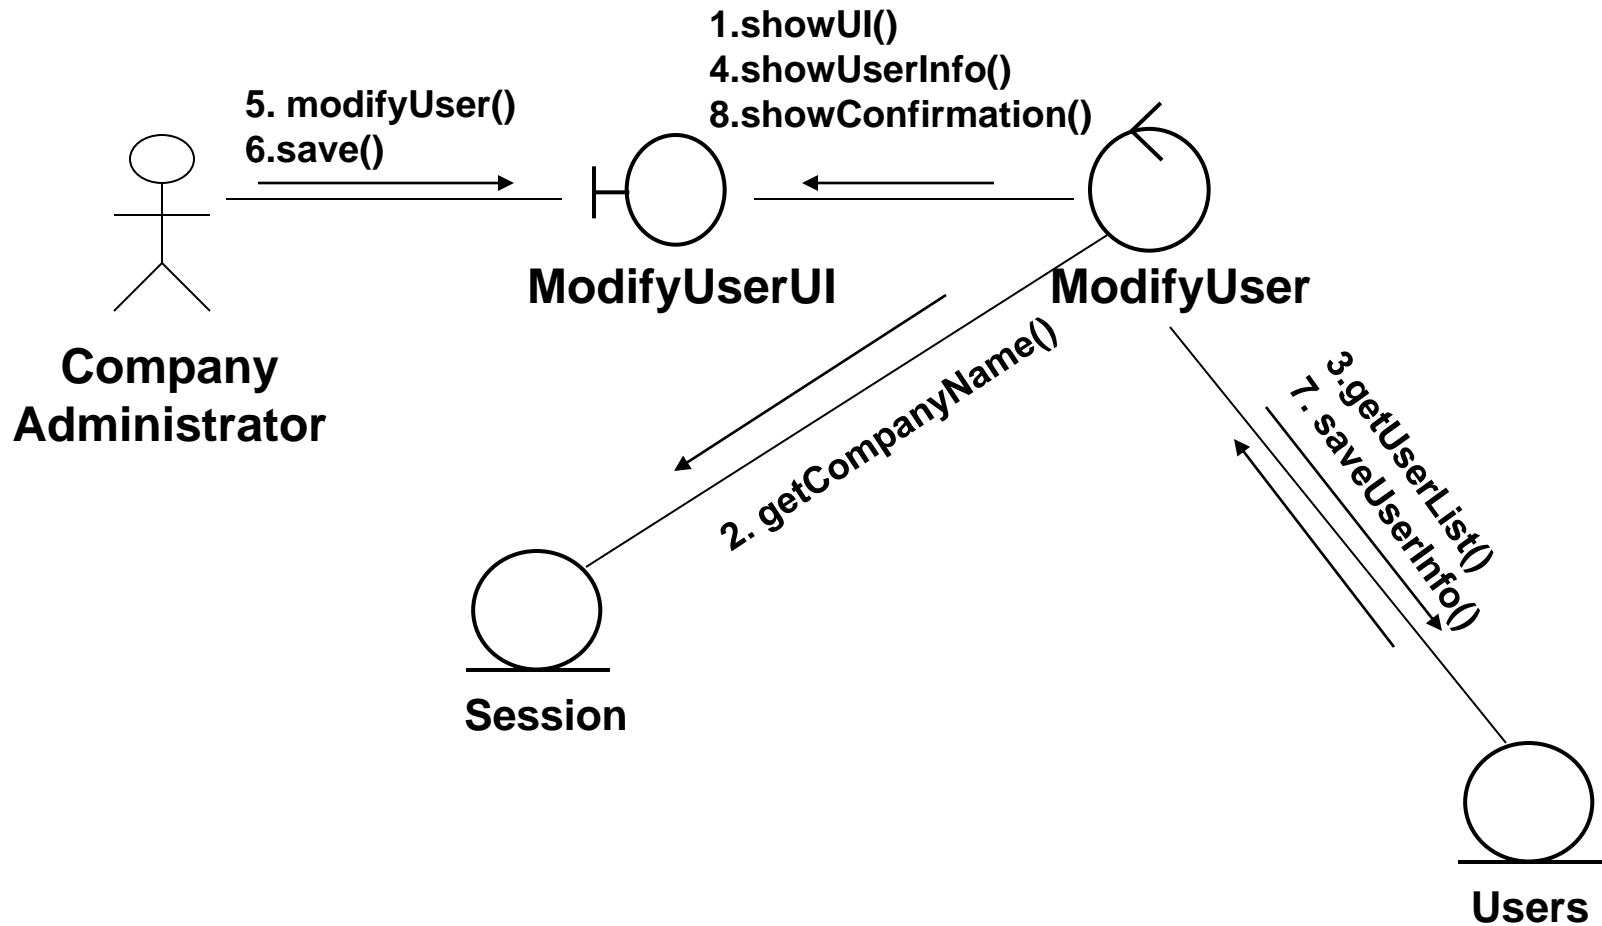 1.showUI()
4.showUserInfo()
8.showConfirmation()
5. modifyUser()
6.save()
ModifyUserUI
ModifyUser
Company
Administrator
2. getCompanyName()
3.getUserList()
7. saveUserInfo()
Session
Users